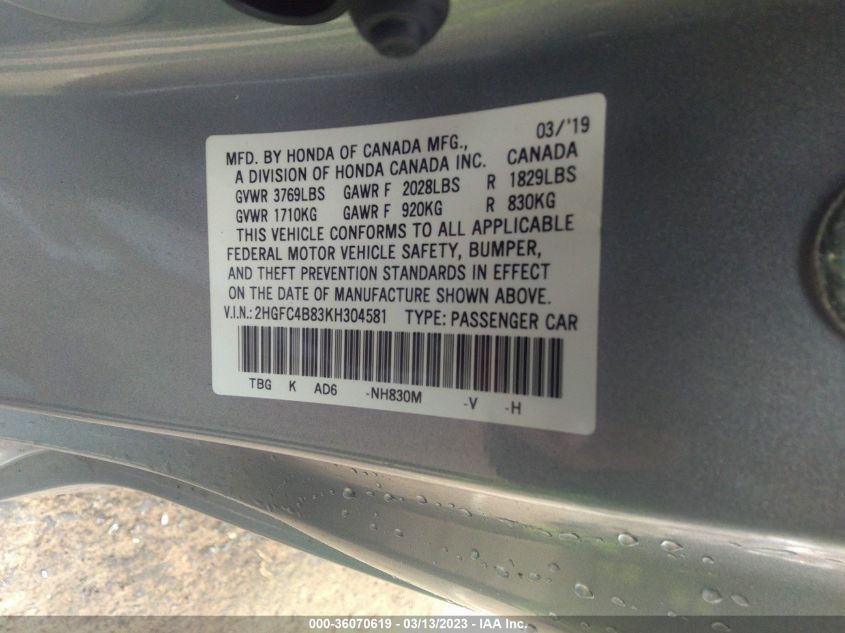 03/'19
MFD. BY HONDA OF CANADA MFG.,
A DIVISION OF HONDA CANADA INC. CANADA
GVWR 3769LBS GAWR F 2028LBS R 1829LBS
GVWR 1710KG GAWR F 920KG R 830KG
THIS VEHICLE CONFORMS TO ALL APPLICABLE
FEDERAL MOTOR VEHICLE SAFETY, BUMPER,
AND THEFT PREVENTION STANDARDS IN EFFECT
ON THE DATE OF MANUFACTURE SHOWN ABOVE.
V.I.N.: 2HGFC4B83KH304581 TYPE: PASSENGER CAR
TBG K AD6 -NH830M -V -H
000-36070619 - 03/13/2023 - IAA Inc.